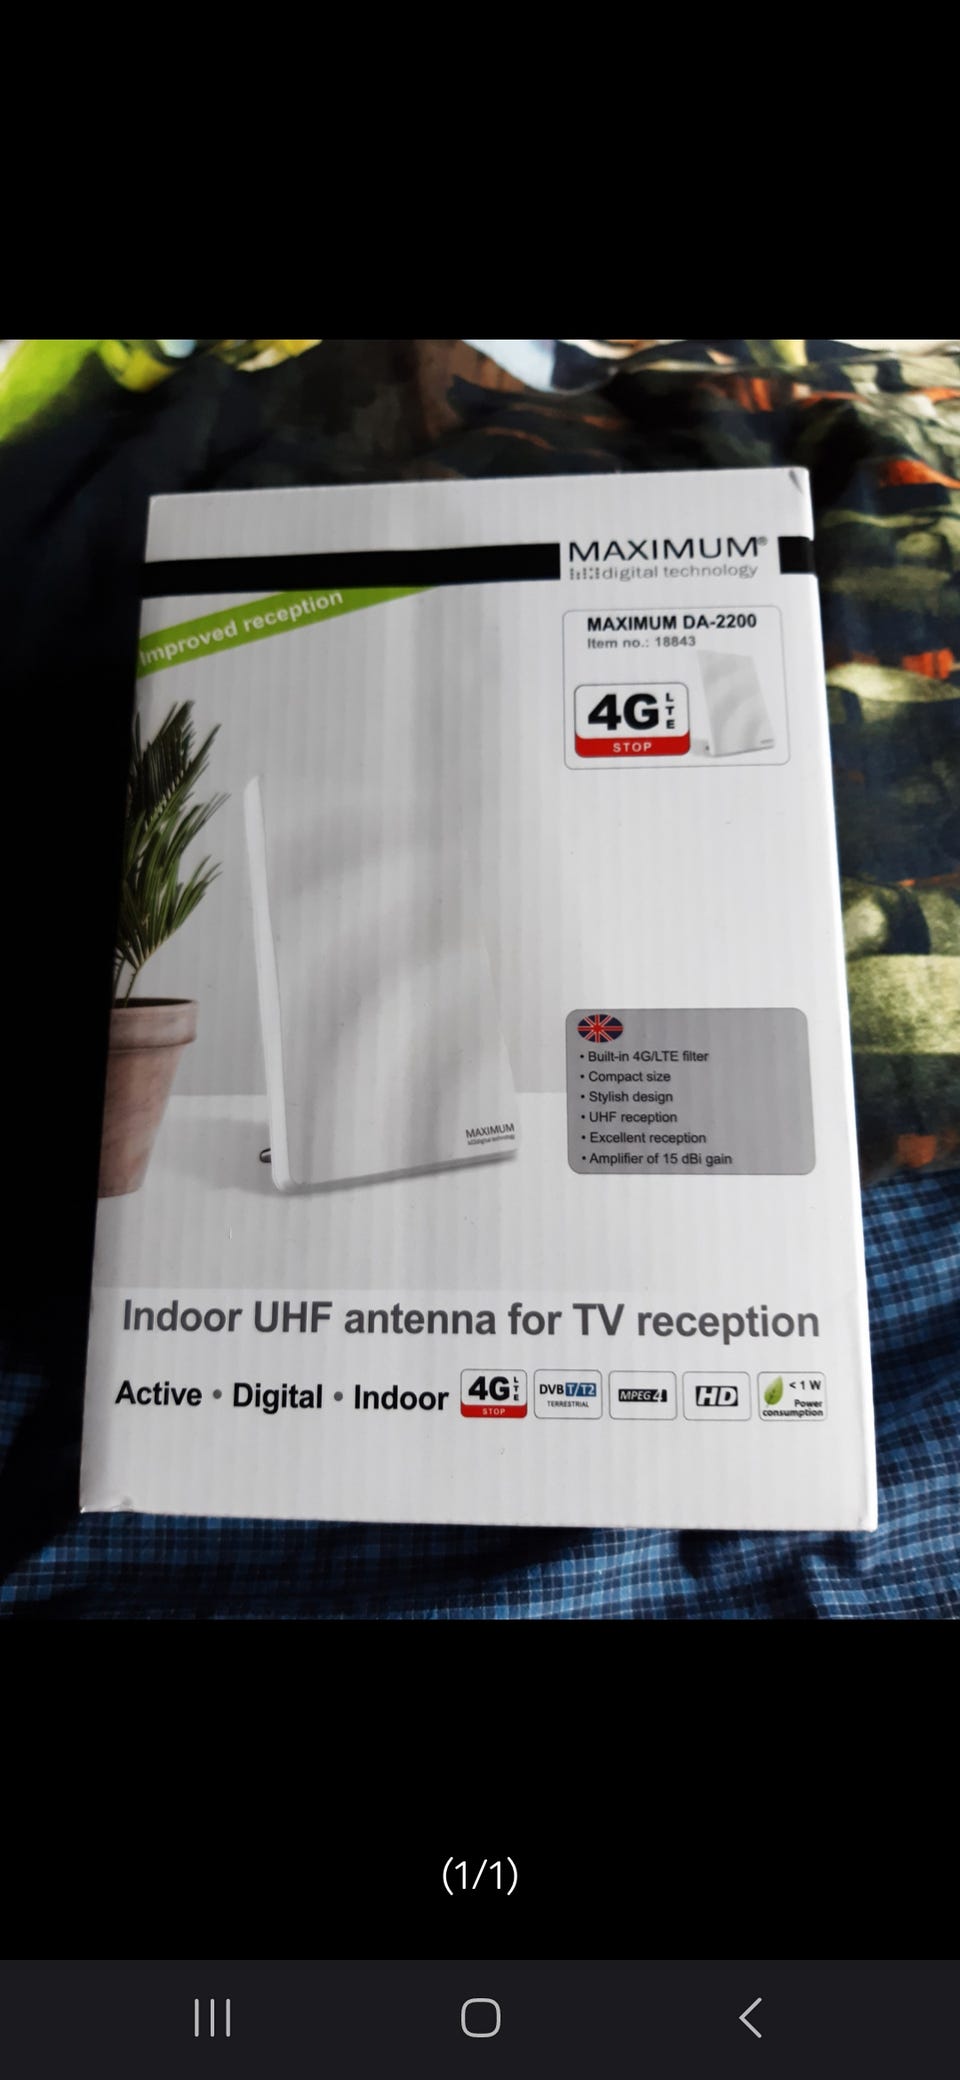 MAXIMUM®
digital technology
Improved reception
MAXIMUM DA-2200
Item no.: 18843
4G LTE
STOP
• Built-in 4G/LTE filter
• Compact size
• Stylish design
• UHF reception
• Excellent reception
• Amplifier of 15 dBi gain
MAXIMUM
digital technology
Indoor UHF antenna for TV reception
Active • Digital • Indoor
4G LTE
STOP
DVB T/T2
TERRESTRIAL
MPEG4
HD
< 1 W
Power
consumption
(1/1)